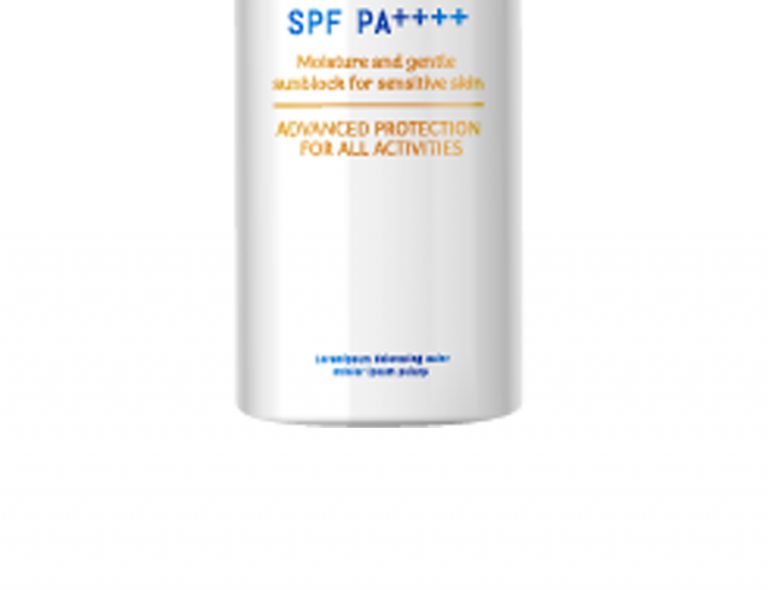 SPF PA++++
Moisture and gentle
sunblock for sensitive skin
ADVANCED PROTECTION
FOR ALL ACTIVITIES